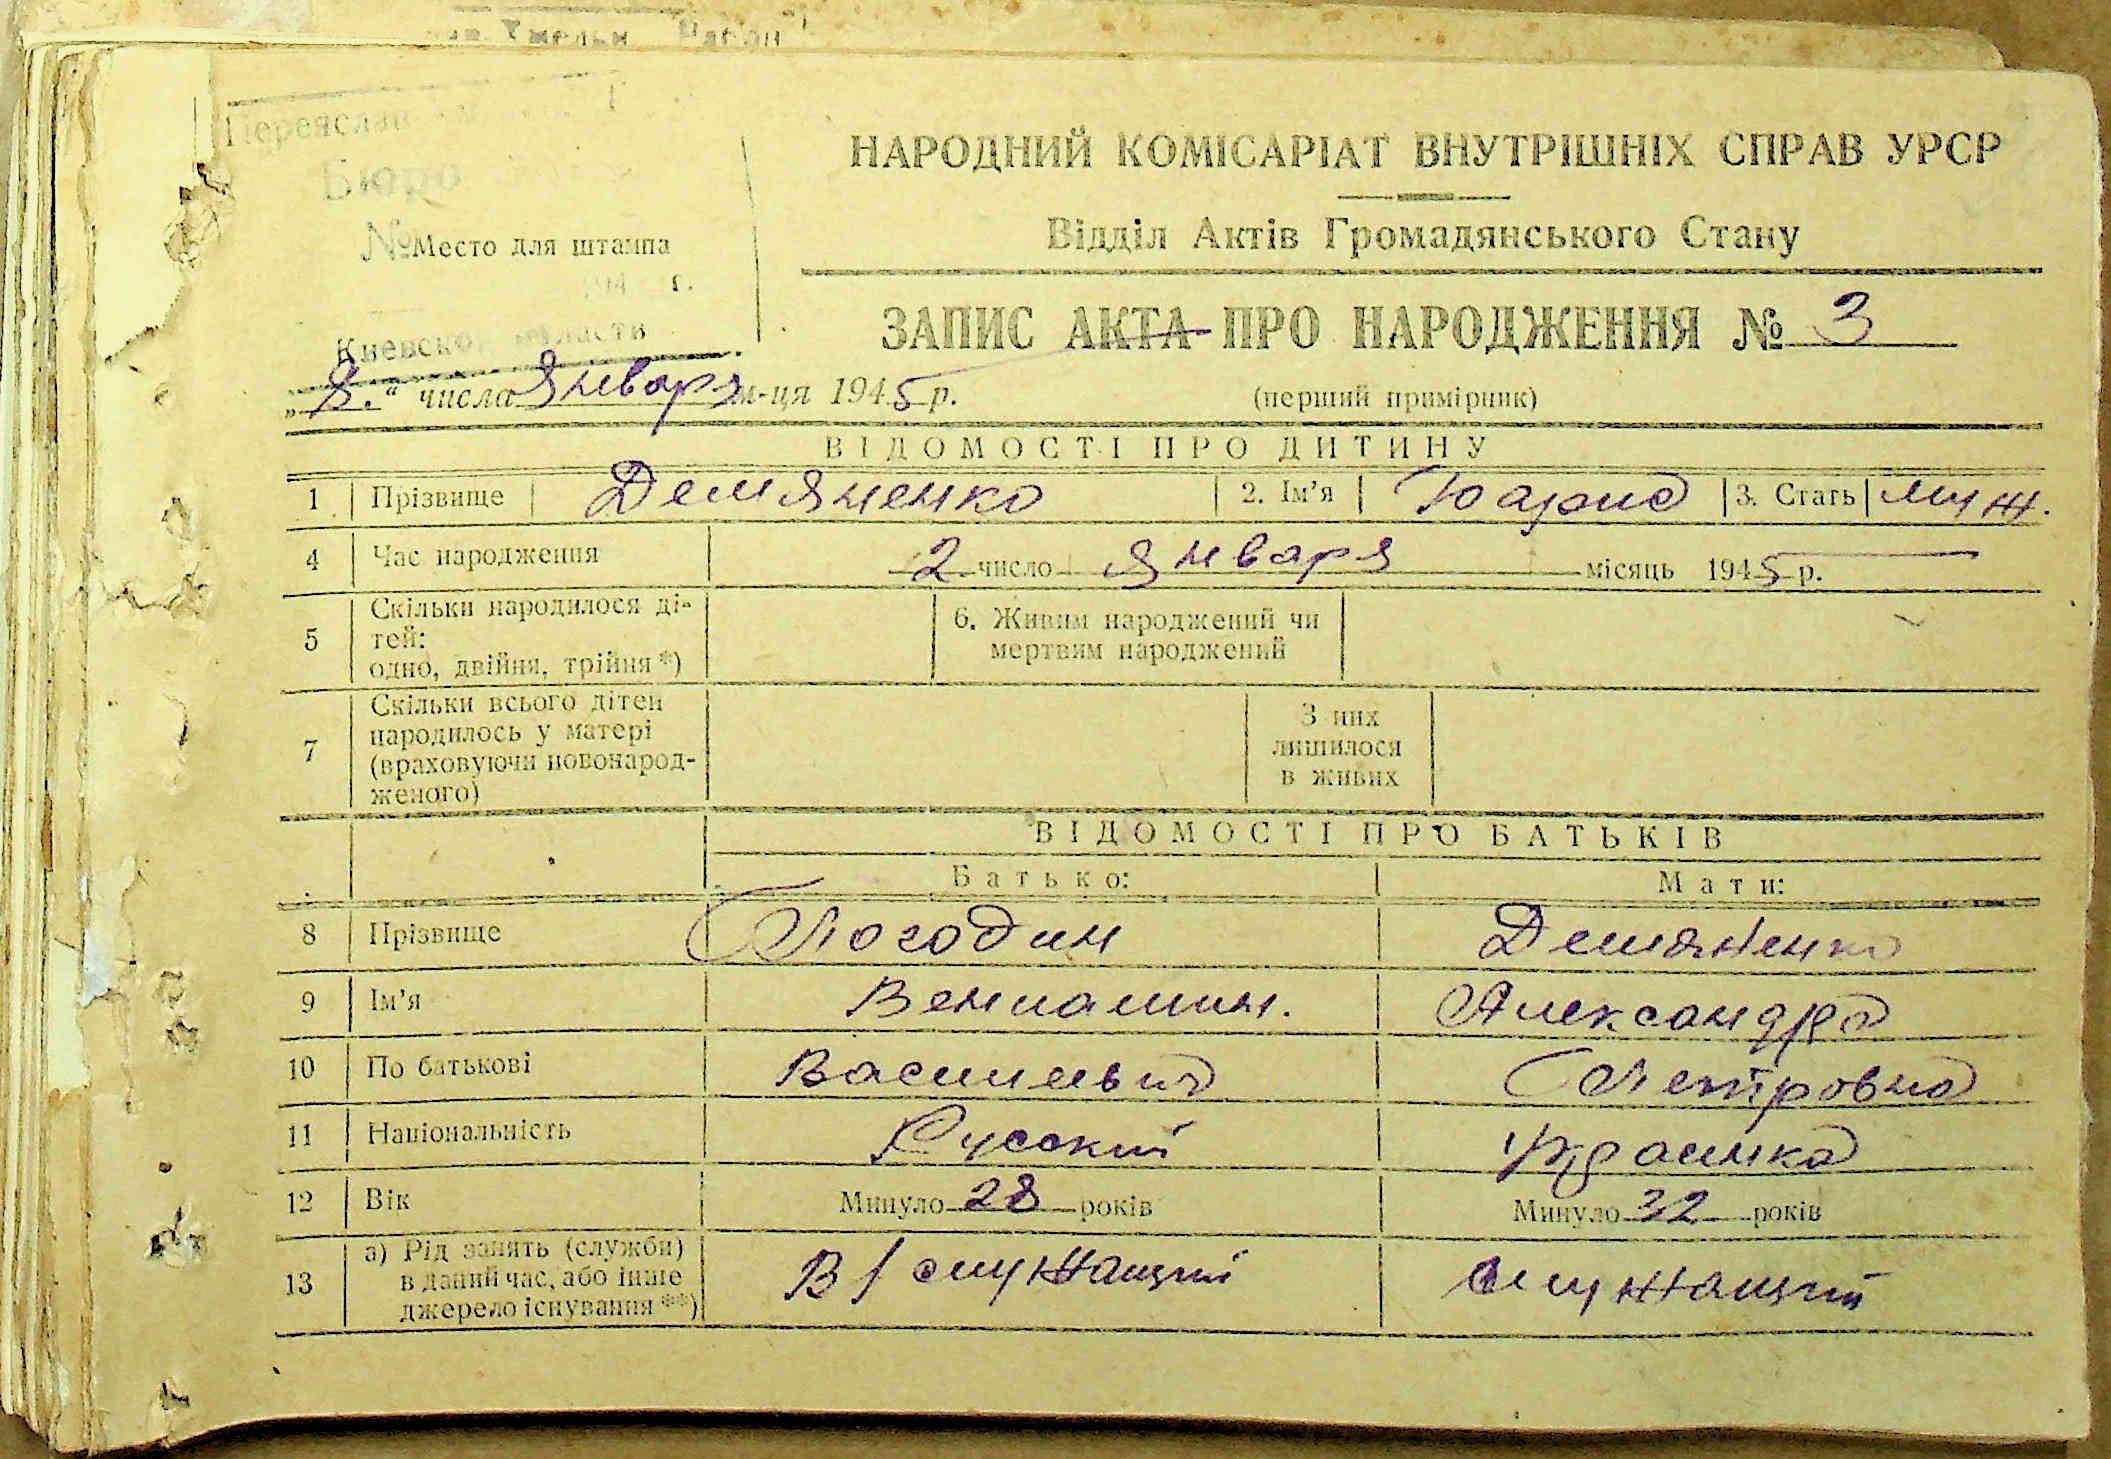 Переяслав
Бюро
НАРОДНИЙ КОМІСАРІАТ ВНУТРІШНІХ СПРАВ УРСР
Відділ Актів Громадянського Стану
№ Место для штампа
194 г.
Киевской области
ЗАПИС АКТА ПРО НАРОДЖЕННЯ № 3
„8." числа Января м-ця 1945 р.
(перший примірник)
ВІДОМОСТІ ПРО ДИТИНУ
1 Прізвище Демяненко 2. Ім'я 3. Стать муж.
4 Час народження 2 число января місяць 1945 р.
5 Скільки народилося ді-
тей:
одно, двійня, трійня *)
6. Живим народжений чи
мертвим народжений
7 Скільки всього дітей
народилось у матері
(враховуючи новонарод-
женого)
З них
лишилося
в живих
ВІДОМОСТІ ПРО БАТЬКІВ
Батько: Мати:
8 Прізвище Погодин Демяненко
9 Ім'я Вениамин. Александра
10 По батькові Васильевич Петровна
11 Національність Русский Украинка
12 Вік Минуло 28 років Минуло 32 років
13 а) Рід занять (служби)
в даний час, або інше
джерело існування **)
В/служащий служащий